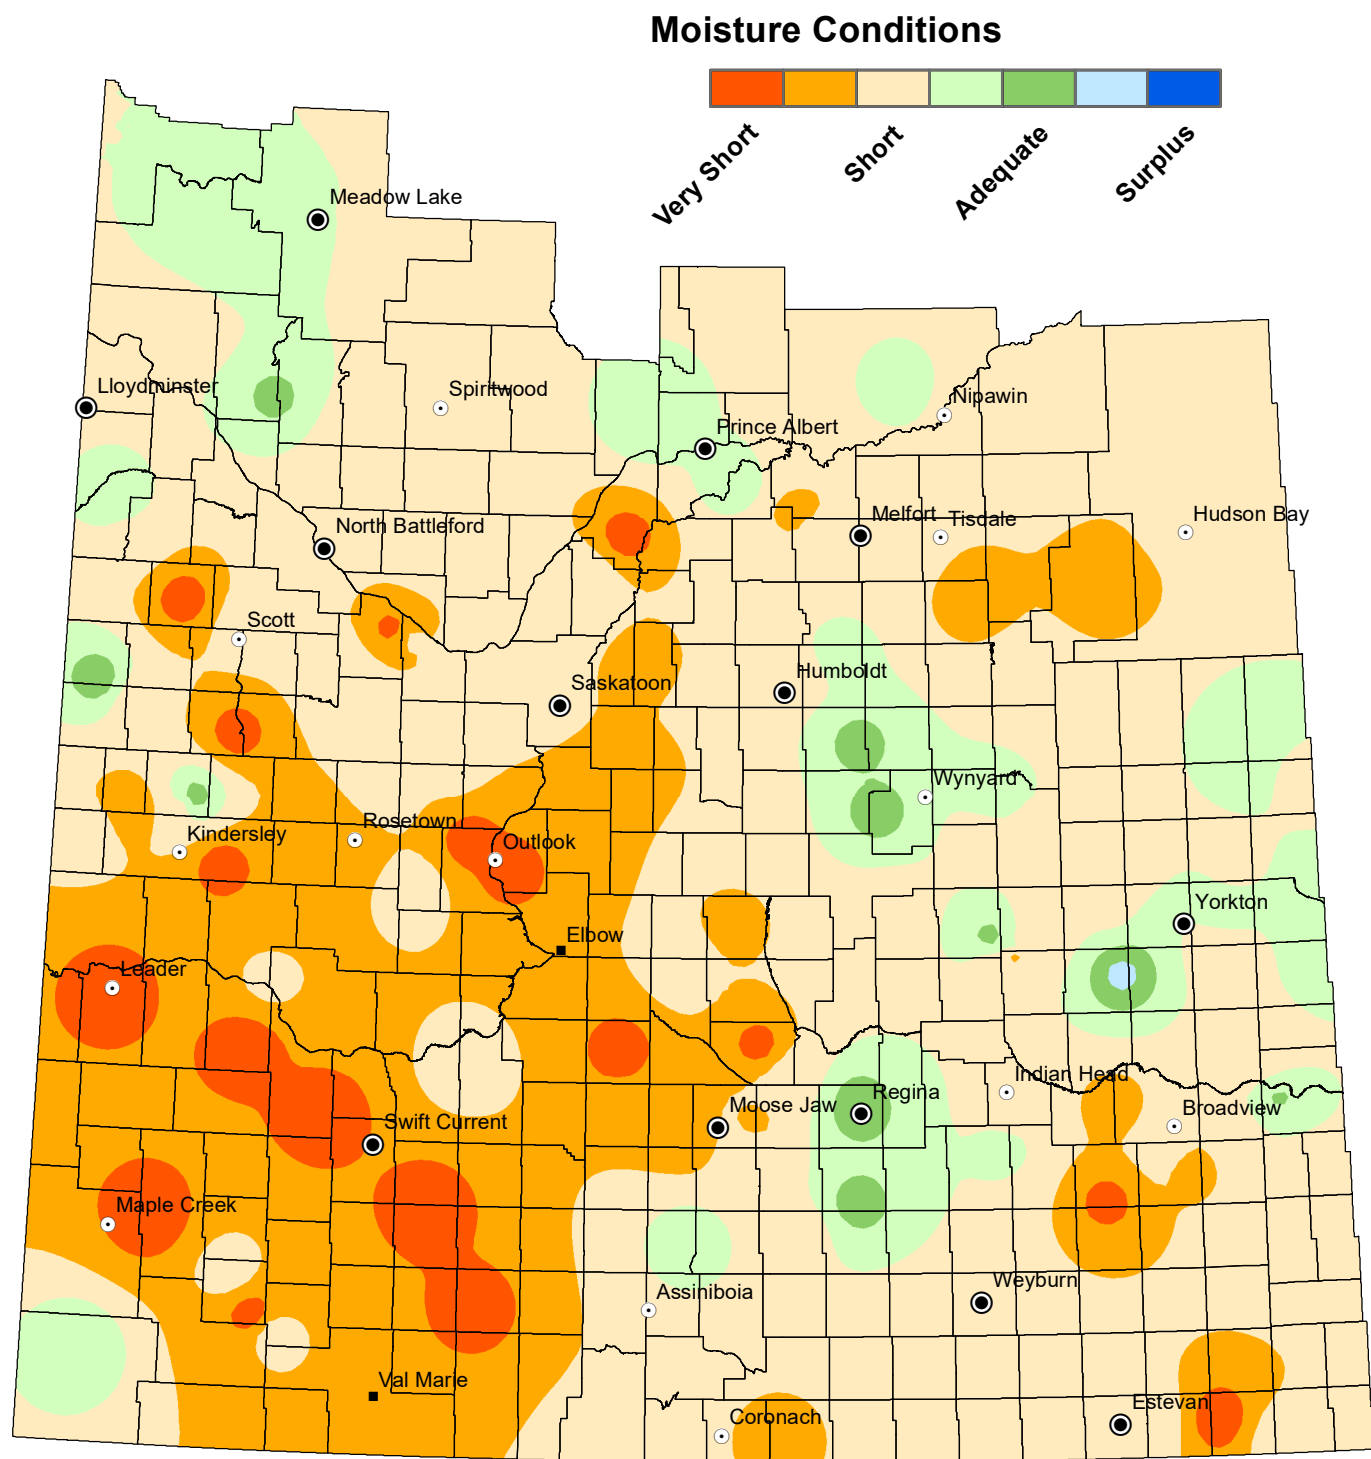 Moisture Conditions
Very Short
Short
Adequate
Surplus
Meadow Lake
Lloydminster
Spiritwood
Nipawin
Prince Albert
North Battleford
Melfort
Tisdale
Hudson Bay
Scott
Saskatoon
Humboldt
Wynyard
Kindersley
Rosetown
Outlook
Yorkton
Elbow
Leader
Indian Head
Regina
Moose Jaw
Broadview
Swift Current
Maple Creek
Assiniboia
Weyburn
Val Marie
Coronach
Estevan